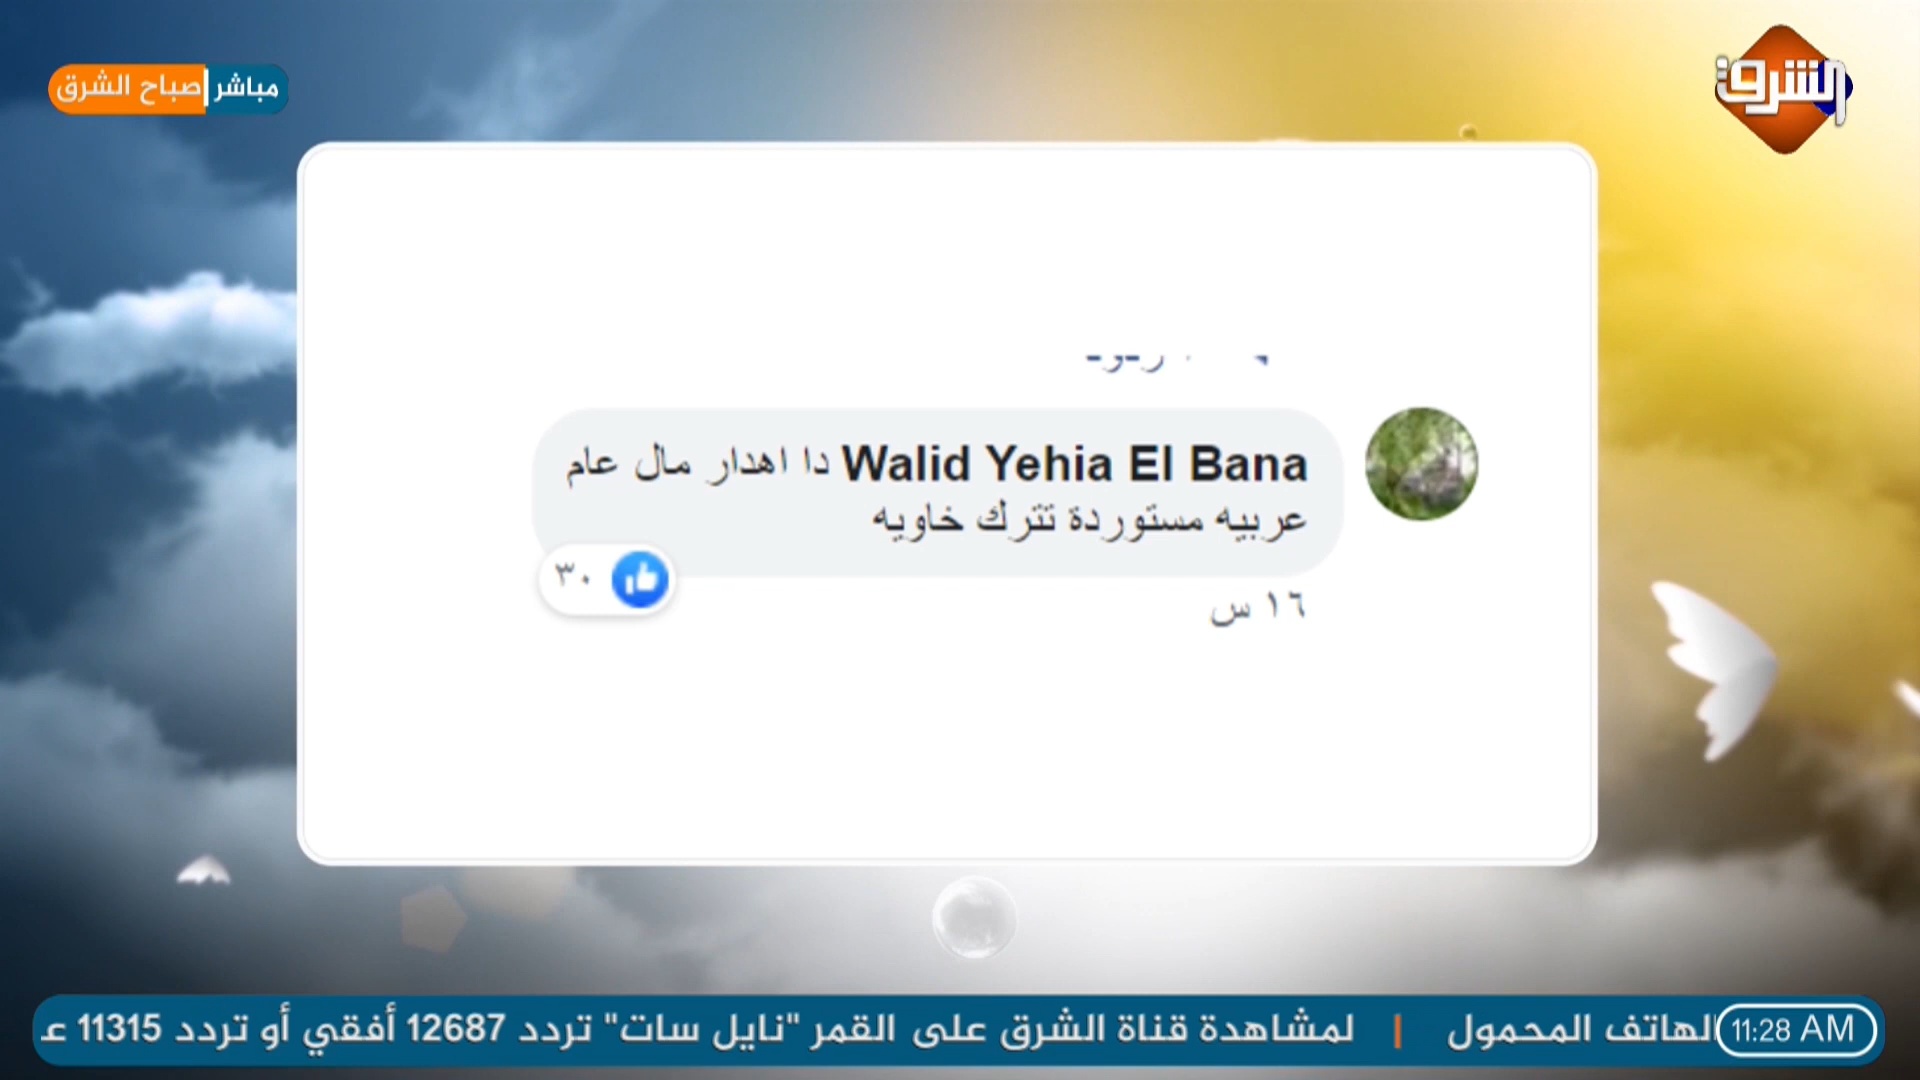 مباشر صباح الشرق
الشرق
Walid Yehia El Bana دا اهدار مال عام
عربيه مستوردة تترك خاويه
٣٠
١٦ س
الهاتف المحمول | لمشاهدة قناة الشرق على القمر "نايل سات" تردد 12687 أفقي أو تردد 11315 عـ
11:28 AM